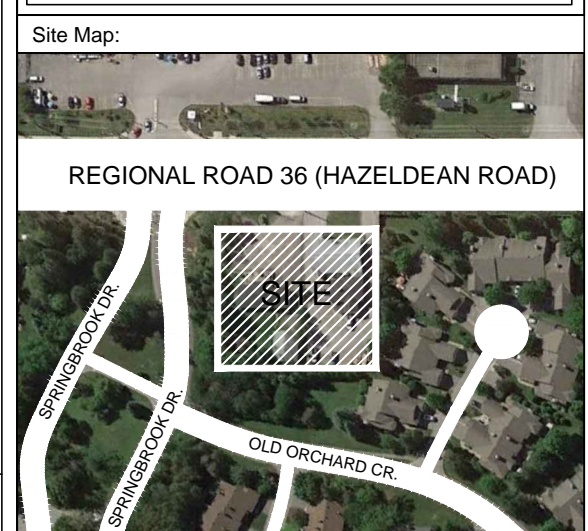 Site Map:
REGIONAL ROAD 36 (HAZELDEAN ROAD)
SITE
SPRINGBROOK DR.
SPRINGBROOK DR.
OLD ORCHARD CR.